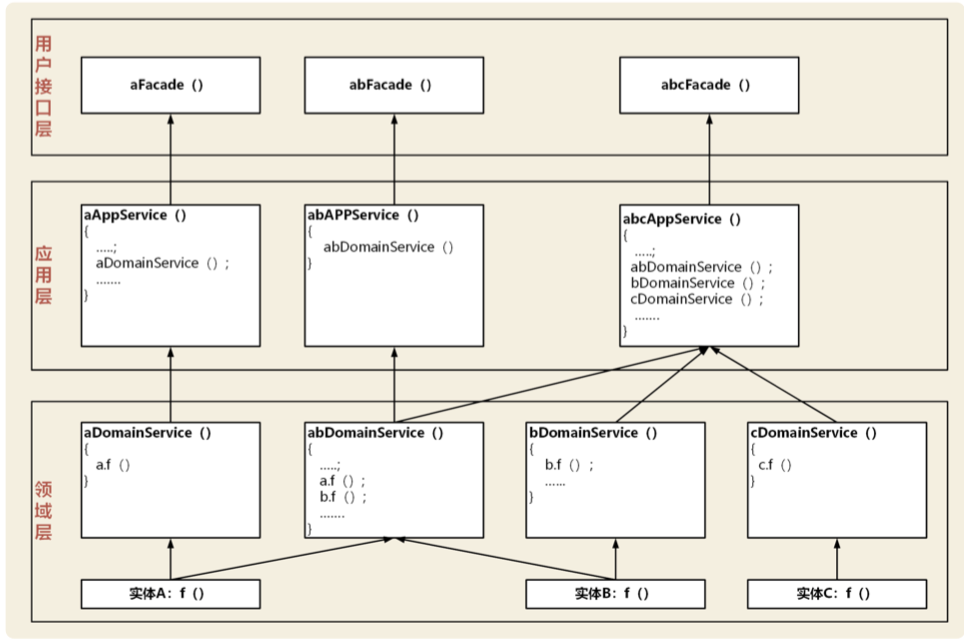 用户接口层
aFacade（）
abFacade（）
abcFacade（）
应用层
aAppService（）
{
.....;
aDomainService（）;
.......
}
abAPPService（）
{
abDomainService（）
}
abcAppService（）
{
.....;
abDomainService（）;
bDomainService（）;
cDomainService（）;
.......
}
领域层
aDomainService（）
{
a.f（）
}
abDomainService（）
{
.....;
a.f（）;
b.f（）;
.......
}
bDomainService（）
{
b.f（）;
......
}
cDomainService（）
{
c.f（）
}
实体A：f（）
实体B：f（）
实体C：f（）